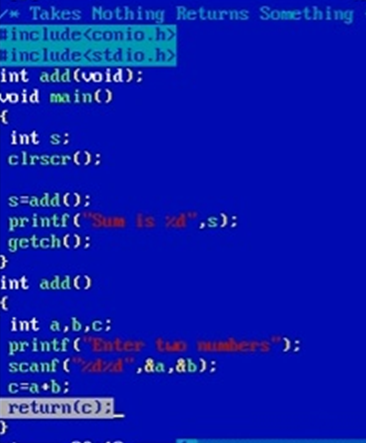 /* Takes Nothing Returns Something
#include<conio.h>
#include<stdio.h>
int add(void);
void main()
{
int s;
clrscr();
s=add();
printf("Sum is %d",s);
getch();
}
int add()
{
int a,b,c;
printf("Enter two numbers");
scanf("%d%d",&a,&b);
c=a+b;
return(c);_
}